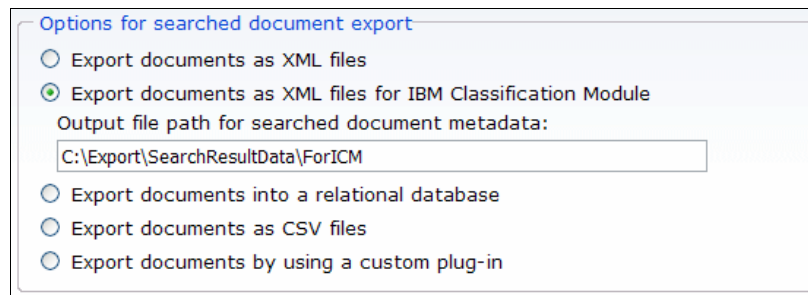 Options for searched document export
Export documents as XML files
Export documents as XML files for IBM Classification Module
Output file path for searched document metadata:
C:\Export\SearchResultData\ForICM
Export documents into a relational database
Export documents as CSV files
Export documents by using a custom plug-in